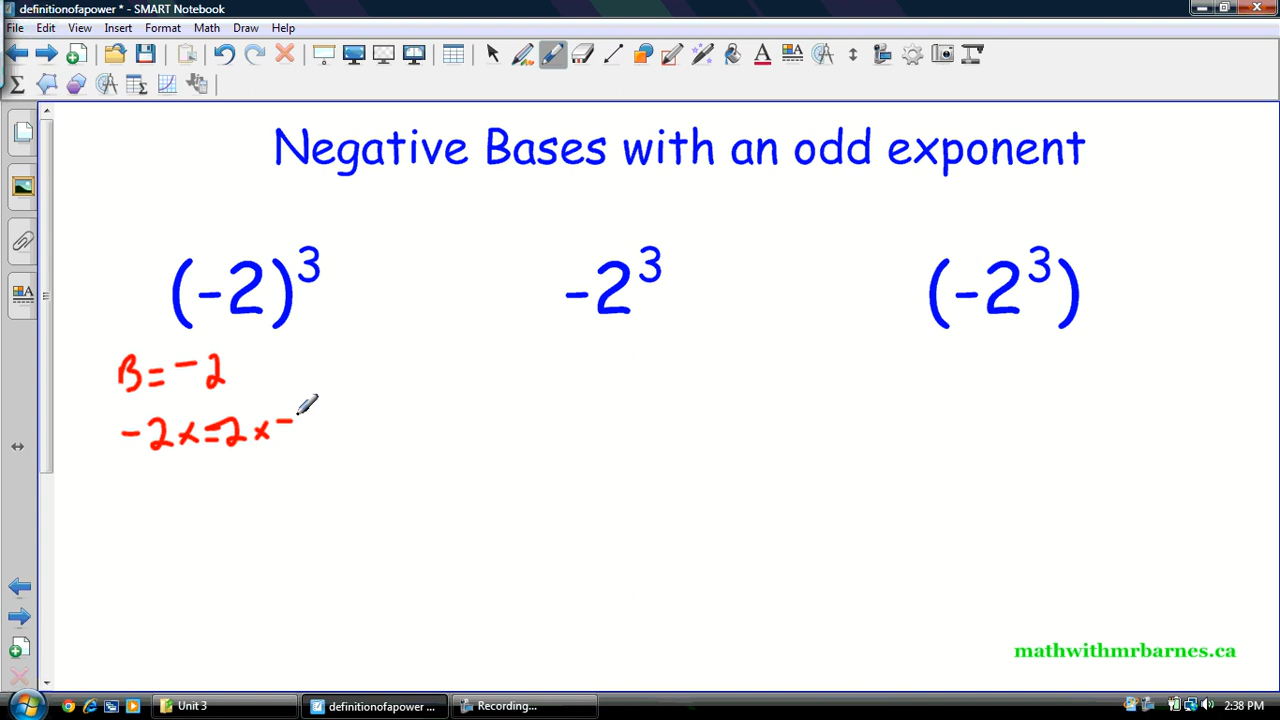 definitionofapower * - SMART Notebook
File Edit View Insert Format Math Draw Help
Negative Bases with an odd exponent
(-2)³ -2³ (-2³)
B = -2
-2 x -2 x -
mathwithmrbarnes.ca
Unit 3 definitionofapower ... Recording... 2:38 PM